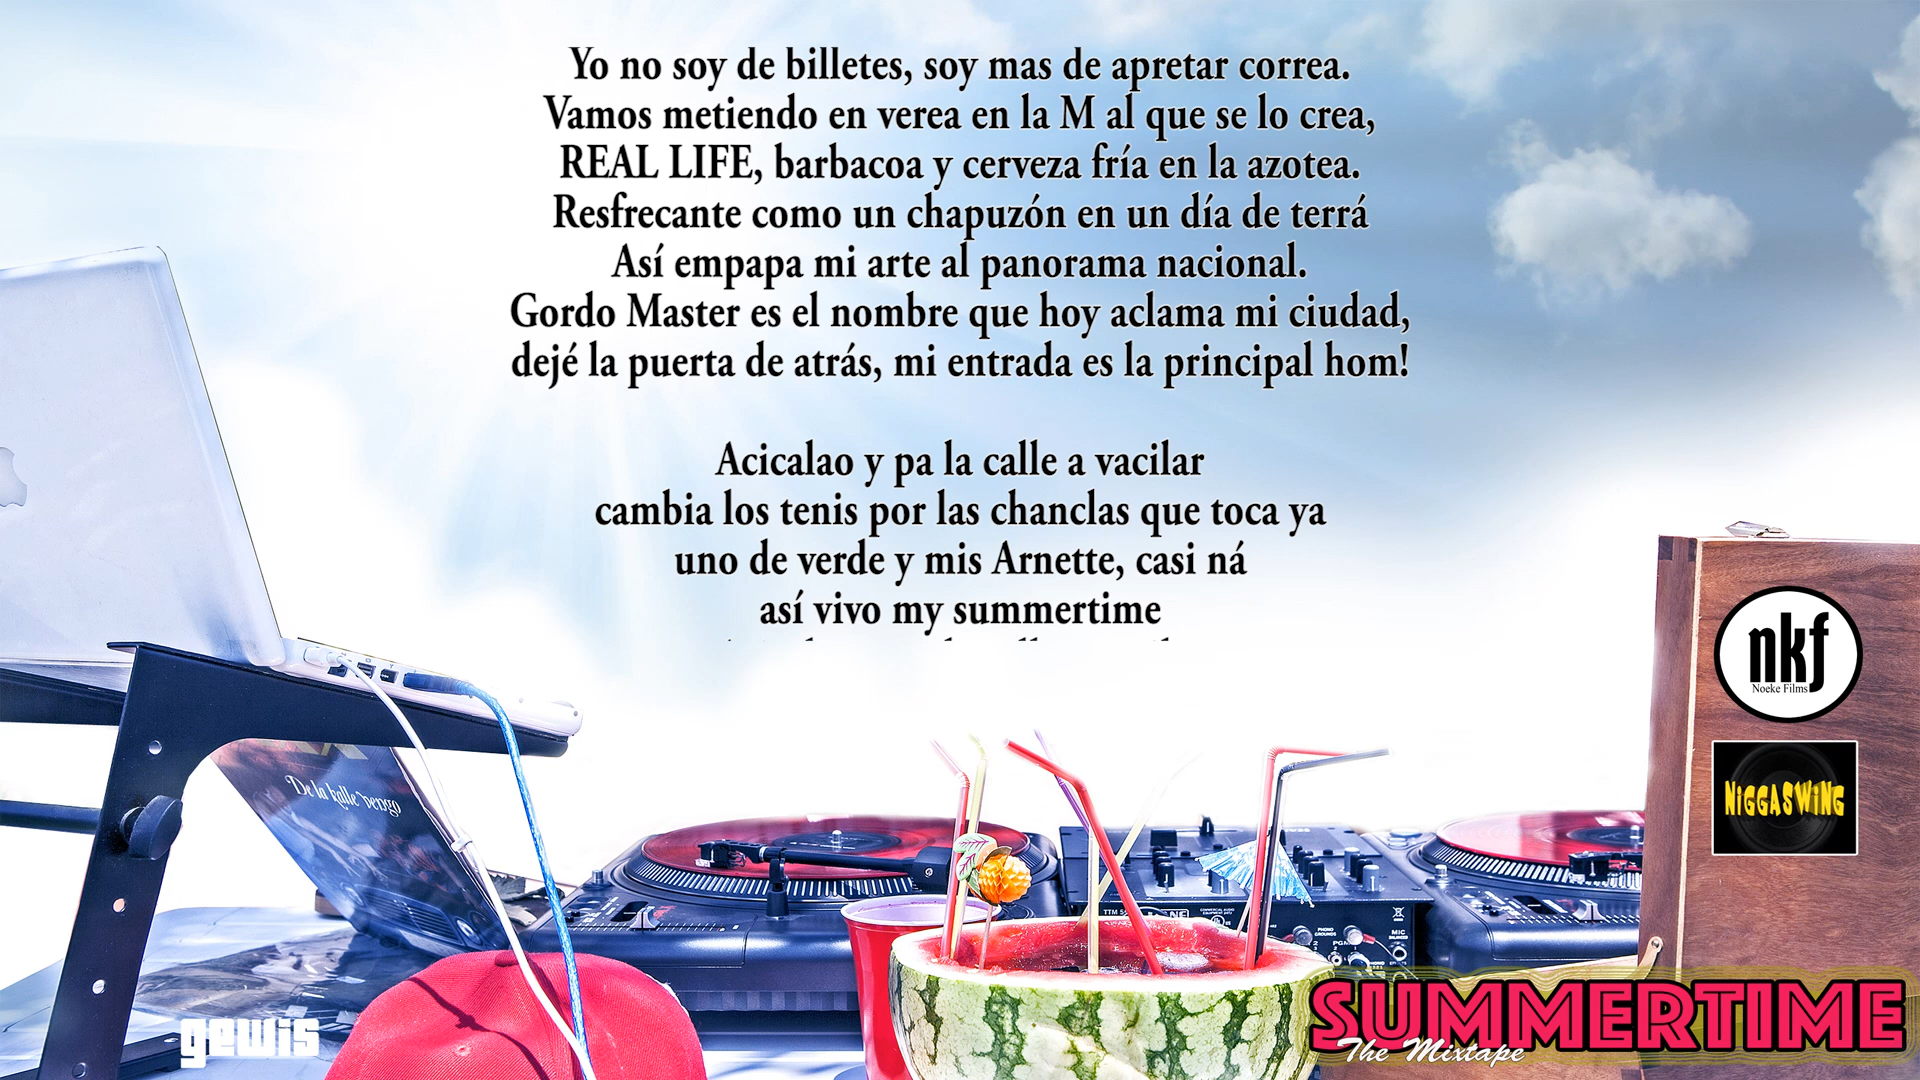 Yo no soy de billetes, soy mas de apretar correa.
Vamos metiendo en verea en la M al que se lo crea,
REAL LIFE, barbacoa y cerveza fría en la azotea.
Resfrecante como un chapuzón en un día de terrá
Así empapa mi arte al panorama nacional.
Gordo Master es el nombre que hoy aclama mi ciudad,
dejé la puerta de atrás, mi entrada es la principal hom!
Acicalao y pa la calle a vacilar
cambia los tenis por las chanclas que toca ya
uno de verde y mis Arnette, casi ná
así vivo my summertime
nkf
Noeke Films
NIGGASWING
De la kalle vengo
TTM
MIC
gewis
SUMMERTIME
The Mixtape